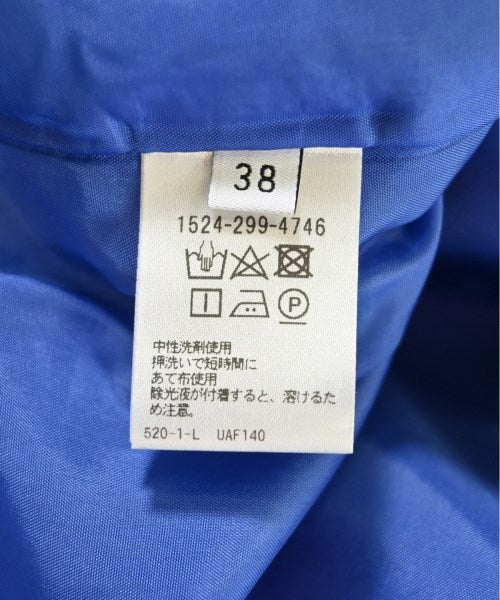 38
1524-299-4746
P
中性洗剤使用
押洗いで短時間に
あて布使用
除光液が付着すると、溶けるた
め注意。
520-1-L UAF140